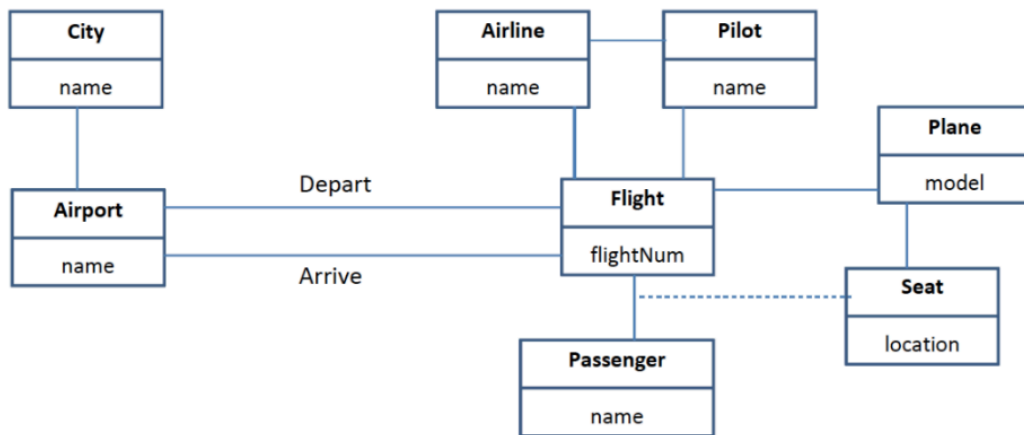 City
name
Airline
name
Pilot
name
Plane
model
Depart
Airport
name
Arrive
Flight
flightNum
Seat
location
Passenger
name